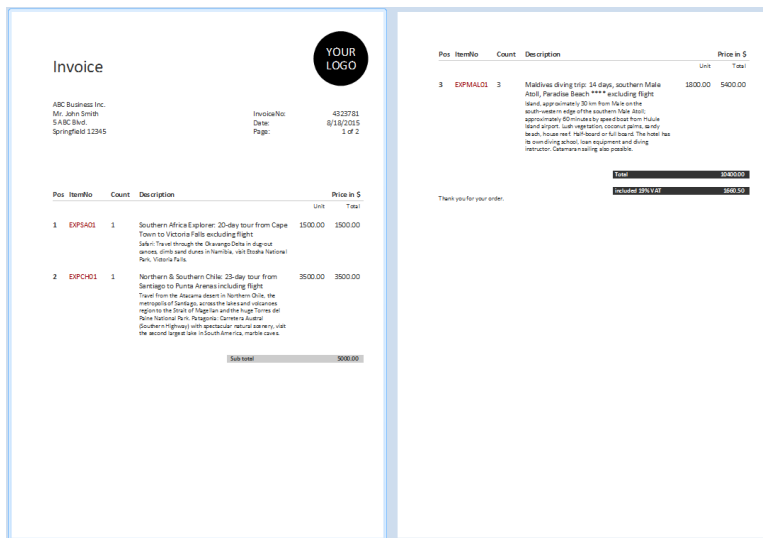 YOUR
LOGO
Invoice
ABC Business Inc.
Mr. John Smith
5 ABC Blvd.
Springfield 12345
InvoiceNo: 4323781
Date: 8/18/2015
Page: 1 of 2
Pos ItemNo Count Description Price in $
Unit Total
1 EXPSA01 1 Southern Africa Explorer: 20-day tour from Cape 1500.00 1500.00
Town to Victoria Falls excluding flight
Safari: Travel through the Okavango Delta in dug-out
canoes, climb sand dunes in Namibia, visit Etosha National
Park, Victoria Falls.
2 EXPCH01 1 Northern & Southern Chile: 23-day tour from 3500.00 3500.00
Santiago to Punta Arenas including flight
Travel from the Atacama desert in Northern Chile, the
metropolis of Santiago, across the lakes and volcanoes
region to the Strait of Magellan and the huge Torres del
Paine National Park. Patagonia: Carretera Austral
(Southern Highway) with spectacular natural scenery, visit
the second largest lake in South America, marble caves.
Sub total 5000.00
Pos ItemNo Count Description Price in $
Unit Total
3 EXPMAL01 3 Maldives diving trip: 14 days, southern Male 1800.00 5400.00
Atoll, Paradise Beach **** excluding flight
Island, approximately 30 km from Male on the
south-western edge of the southern Male Atoll;
approximately 60 minutes by speed boat from Hulule
Island airport. Lush vegetation, coconut palms, sandy
beach, house reef. Half-board or full board. The hotel has
its own diving school, loan equipment and diving
instructor. Catamaran sailing also possible.
Total 10400.00
included 19% VAT 1660.50
Thank you for your order.